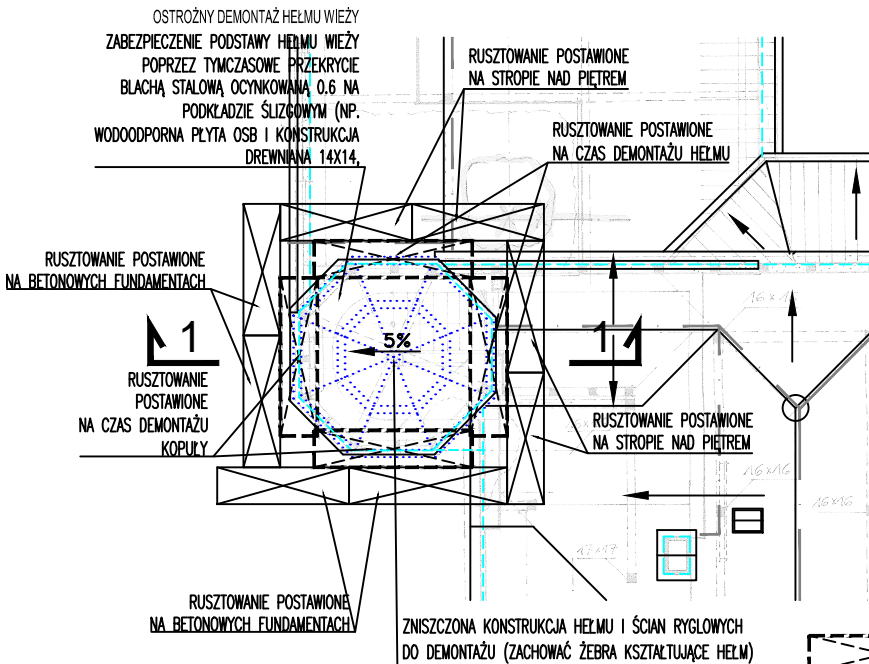 OSTROŻNY DEMONTAŻ HEŁMU WIEŻY
ZABEZPIECZENIE PODSTAWY HEŁMU WIEŻY
POPRZEZ TYMCZASOWE PRZEKRYCIE
BLACHĄ STALOWĄ OCYNKOWANĄ 0.6 NA
PODKŁADZIE ŚLIZGOWYM (NP.
WODOODPORNA PŁYTA OSB I KONSTRUKCJA
DREWNIANA 14X14,
RUSZTOWANIE POSTAWIONE
NA STROPIE NAD PIĘTREM
RUSZTOWANIE POSTAWIONE
NA CZAS DEMONTAŻU HEŁMU
RUSZTOWANIE POSTAWIONE
NA BETONOWYCH FUNDAMENTACH
1
5%
1
16x16
RUSZTOWANIE
POSTAWIONE
NA CZAS DEMONTAŻU
KOPUŁY
RUSZTOWANIE POSTAWIONE
NA STROPIE NAD PIĘTREM
16x16
16x16
17x17
RUSZTOWANIE POSTAWIONE
NA BETONOWYCH FUNDAMENTACH
ZNISZCZONA KONSTRUKCJA HEŁMU I ŚCIAN RYGLOWYCH
DO DEMONTAŻU (ZACHOWAĆ ŻEBRA KSZTAŁTUJĄCE HEŁM)